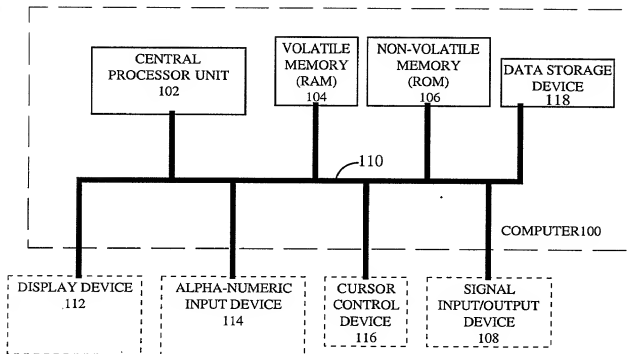 CENTRAL
PROCESSOR UNIT
102
VOLATILE
MEMORY
(RAM)
104
NON-VOLATILE
MEMORY
(ROM)
106
DATA STORAGE
DEVICE
118
110
COMPUTER100
DISPLAY DEVICE
112
ALPHA-NUMERIC
INPUT DEVICE
114
CURSOR
CONTROL
DEVICE
116
SIGNAL
INPUT/OUTPUT
DEVICE
108